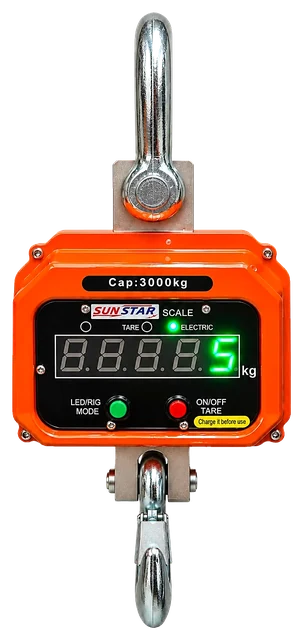 Cap:3000kg
SUNSTAR SCALE
TARE ELECTRIC
5 kg
LED/RIG MODE
ON/OFF TARE
Charge it before use